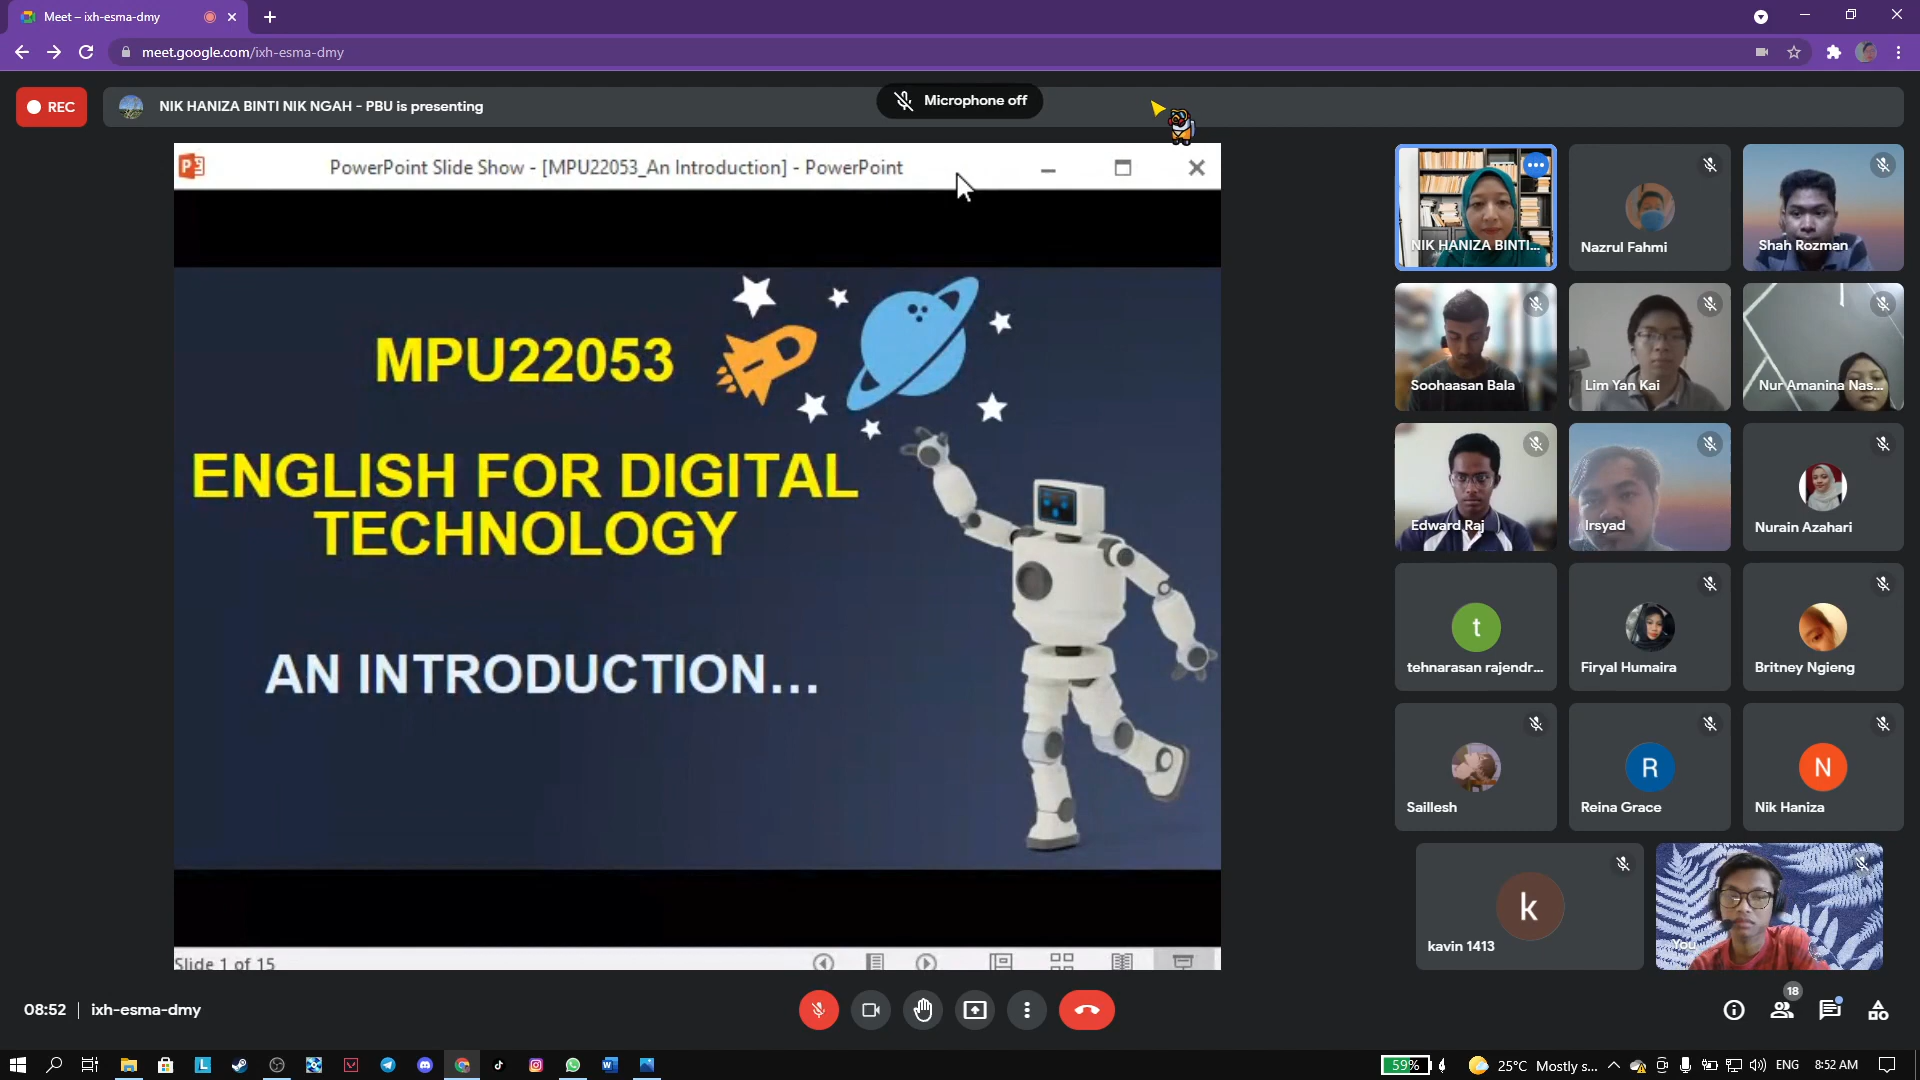 Meet – ixh-esma-dmy
meet.google.com/ixh-esma-dmy
REC
NIK HANIZA BINTI NIK NGAH - PBU is presenting
Microphone off
PowerPoint Slide Show - [MPU22053_An Introduction] - PowerPoint
MPU22053
ENGLISH FOR DIGITAL
TECHNOLOGY
AN INTRODUCTION...
Slide 1 of 15
NIK HANIZA BINTI...
Nazrul Fahmi
Shah Rozman
Soohaasan Bala
Lim Yan Kai
Nur Amanina Nas...
Edward Raj
Irsyad
Nurain Azahari
t
tehnarasan rajendr...
Firyal Humaira
Britney Ngieng
Saillesh
R
Reina Grace
N
Nik Haniza
k
kavin 1413
You
08:52
ixh-esma-dmy
18
59%
25°C Mostly s...
ENG
8:52 AM